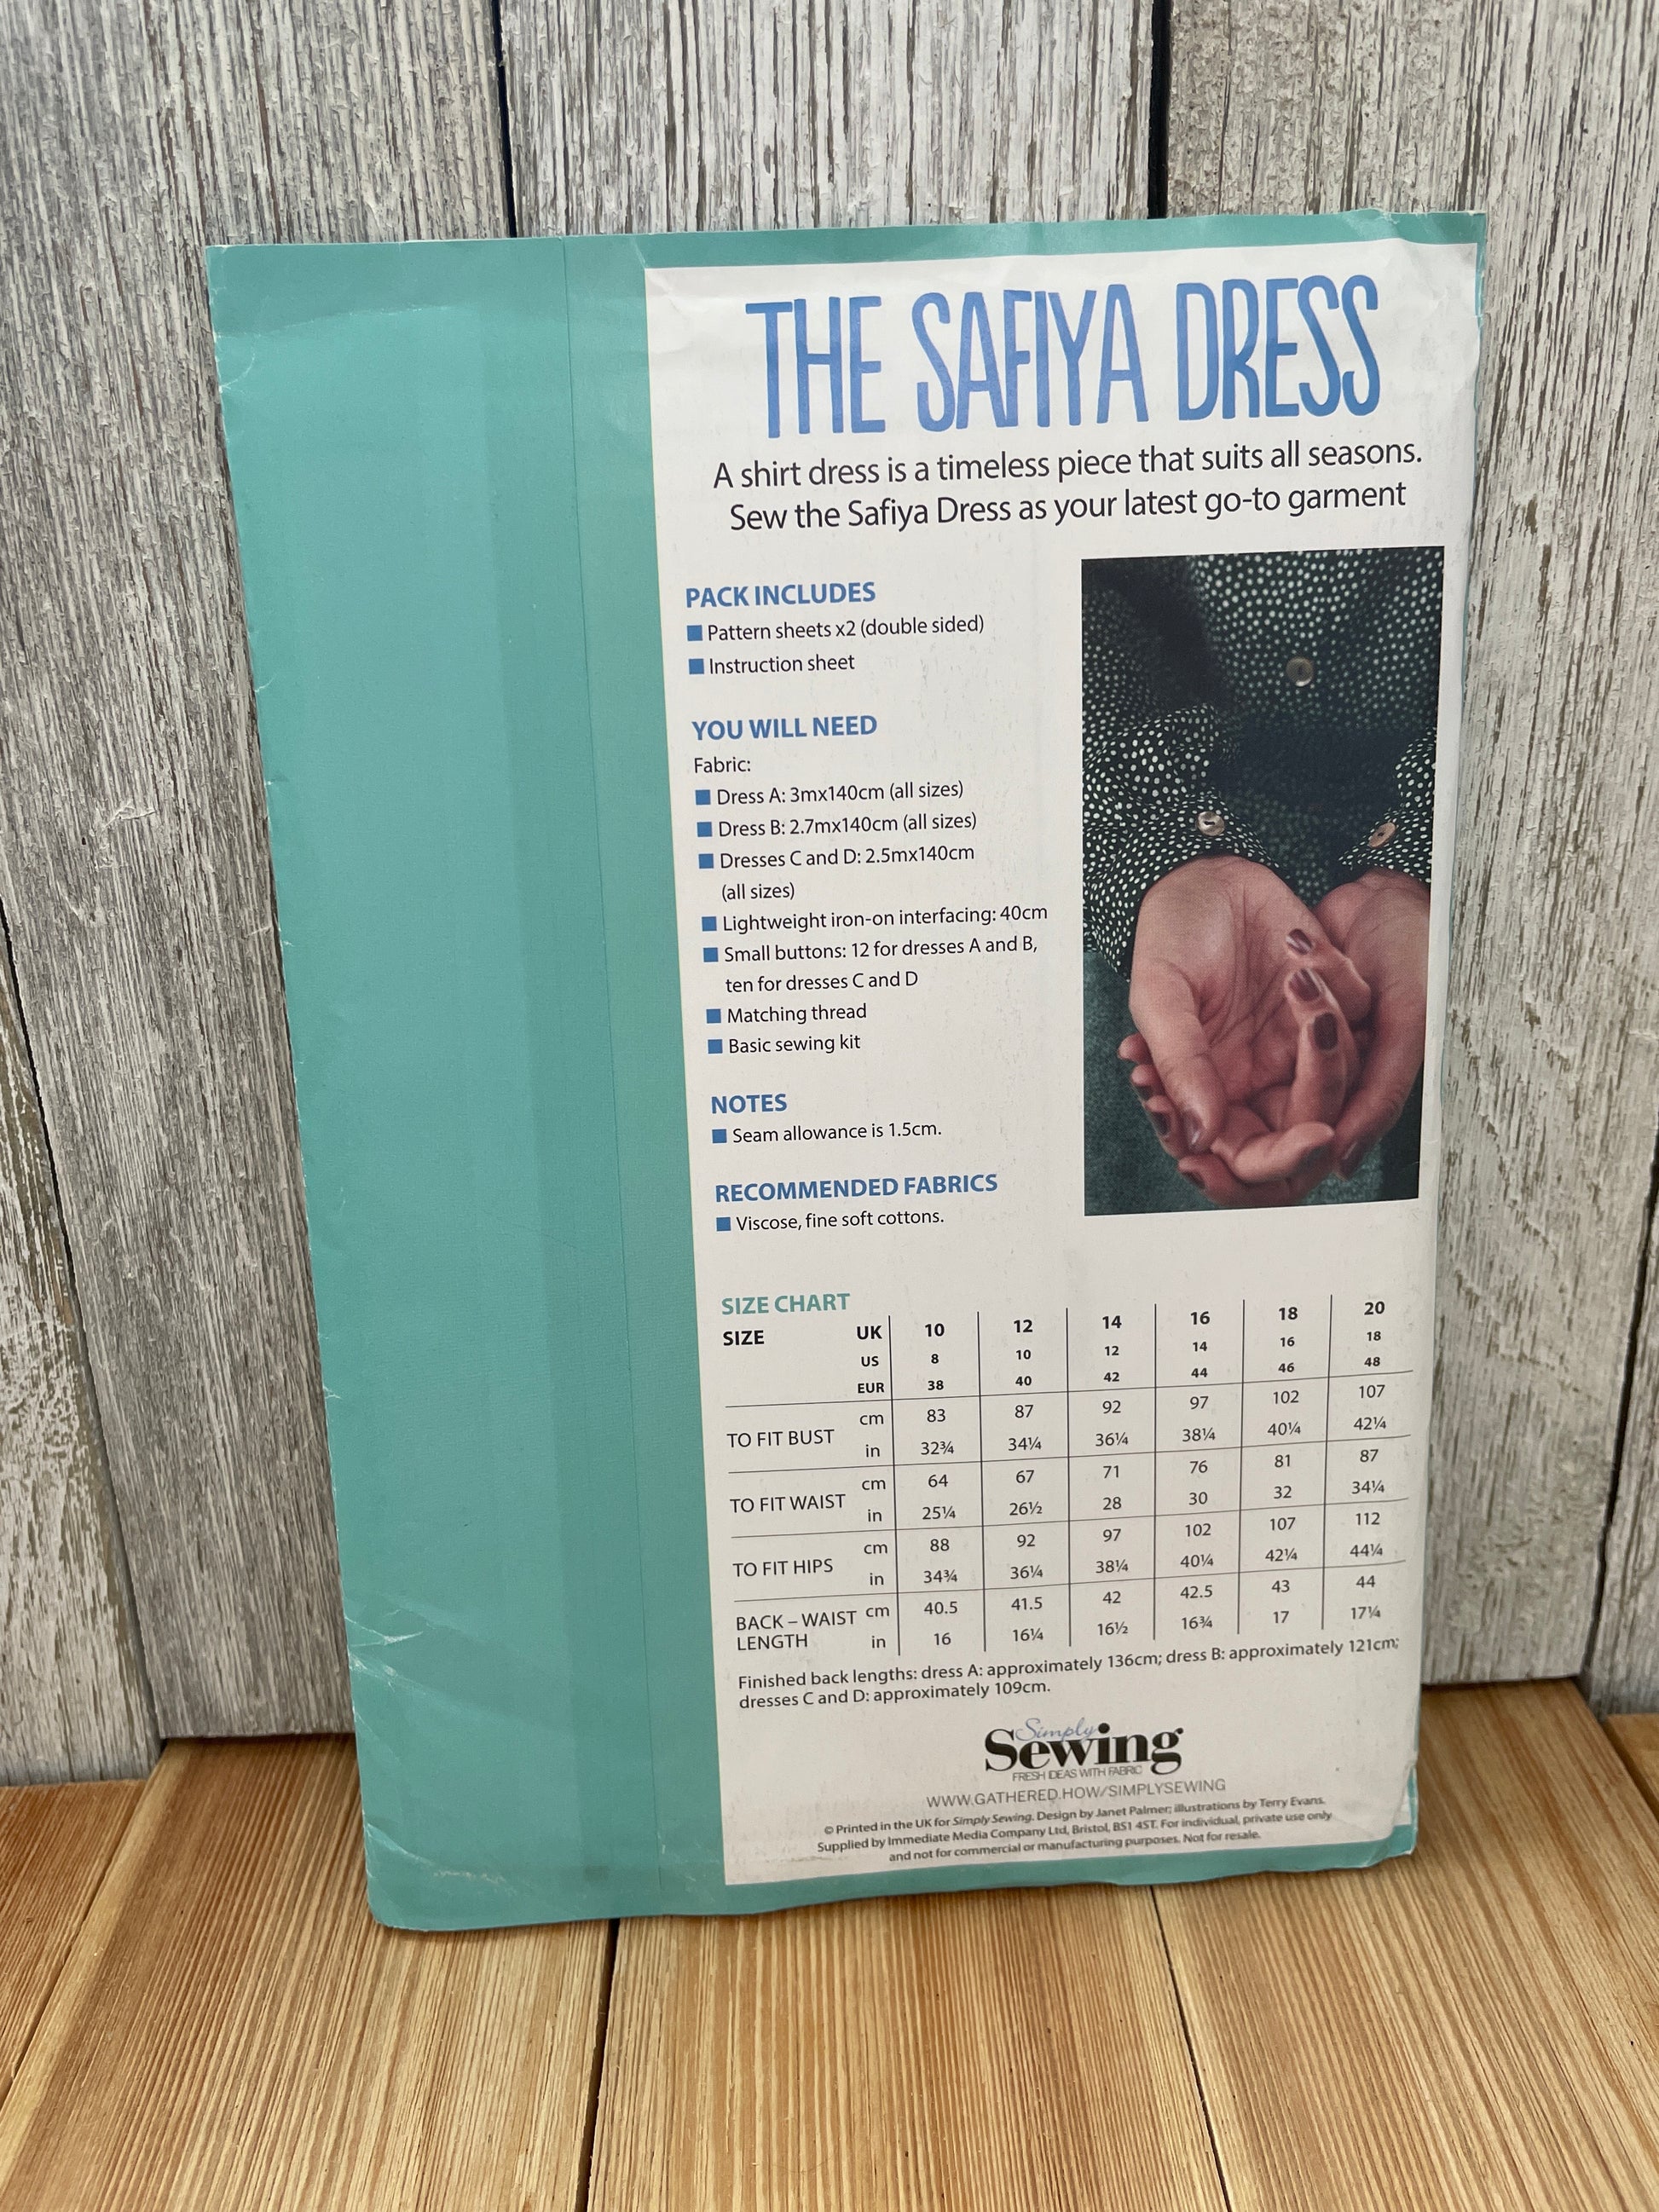 THE SAFIYA DRESS
A shirt dress is a timeless piece that suits all seasons.
Sew the Safiya Dress as your latest go-to garment
PACK INCLUDES
■ Pattern sheets x2 (double sided)
■ Instruction sheet
YOU WILL NEED
Fabric:
■ Dress A: 3mx140cm (all sizes)
■ Dress B: 2.7mx140cm (all sizes)
■ Dresses C and D: 2.5mx140cm
(all sizes)
■ Lightweight iron-on interfacing: 40cm
■ Small buttons: 12 for dresses A and B,
ten for dresses C and D
■ Matching thread
■ Basic sewing kit
NOTES
■ Seam allowance is 1.5cm.
RECOMMENDED FABRICS
■ Viscose, fine soft cottons.
SIZE CHART
SIZE UK 10 12 14 16 18 20
US 8 10 12 14 16 18
EUR 38 40 42 44 46 48
TO FIT BUST cm 83 87 92 97 102 107
in 32¾ 34¼ 36¼ 38¼ 40¼ 42¼
TO FIT WAIST cm 64 67 71 76 81 87
in 25¼ 26½ 28 30 32 34¼
TO FIT HIPS cm 88 92 97 102 107 112
in 34¾ 36¼ 38¼ 40¼ 42¼ 44¼
BACK – WAIST LENGTH cm 40.5 41.5 42 42.5 43 44
in 16 16¼ 16½ 16¾ 17 17¼
Finished back lengths: dress A: approximately 136cm; dress B: approximately 121cm;
dresses C and D: approximately 109cm.
Simply
Sewing
FRESH IDEAS WITH FABRIC
WWW.GATHERED.HOW/SIMPLYSEWING
© Printed in the UK for Simply Sewing. Design by Janet Palmer; illustrations by Terry Evans.
Supplied by Immediate Media Company Ltd, Bristol, BS1 4ST. For individual, private use only
and not for commercial or manufacturing purposes. Not for resale.